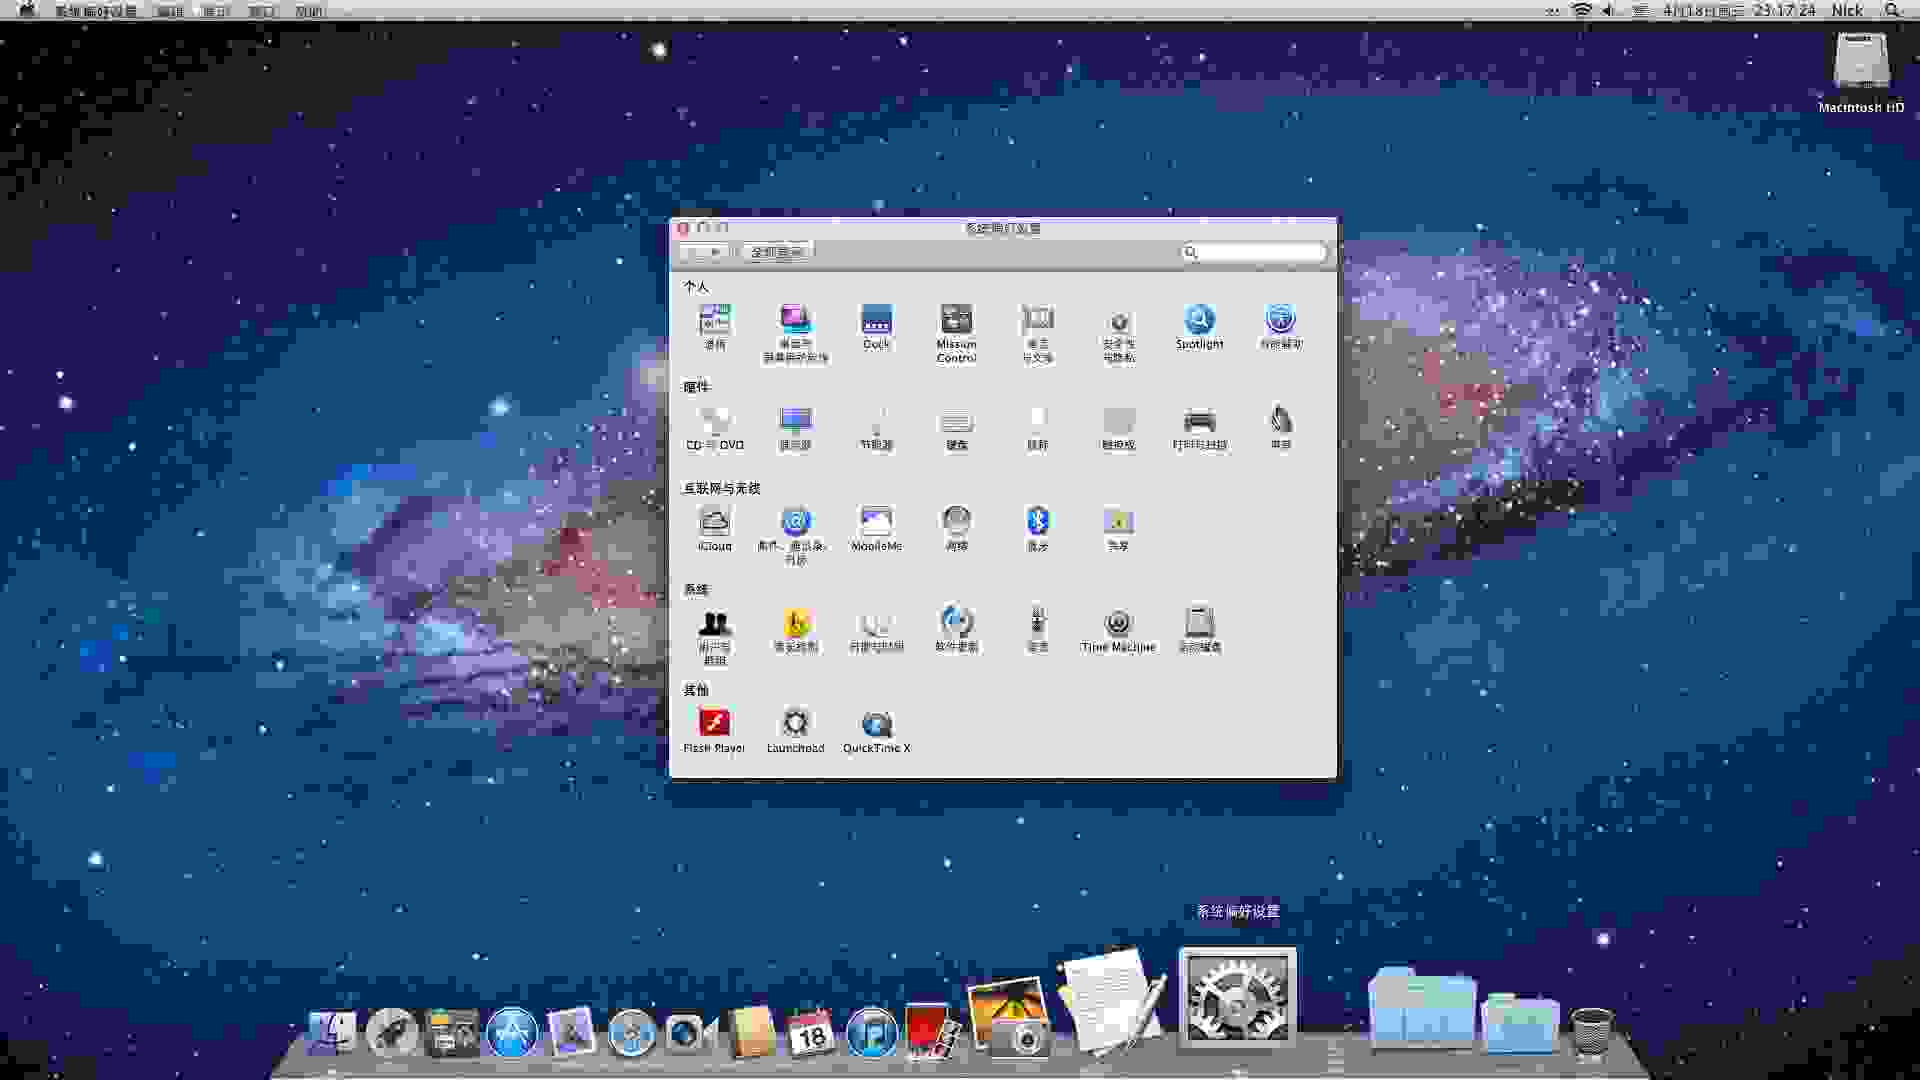 系统偏好设置 编辑 显示 窗口 帮助
4月18日 23:17:24 Nick
Macintosh HD
系统偏好设置
全部显示
个人
通用 桌面与 Dock Mission 语言 安全性 Spotlight
屏幕保护程序 Control 与文本 与隐私
硬件
CD 与 DVD 显示器 节能器 键盘 鼠标 触控板 打印与扫描 声音
互联网与无线
iCloud 邮件、通讯录、 MobileMe 网络 蓝牙 共享
日历
系统
用户与 家长控制 日期与时间 软件更新 语音 Time Machine 启动磁盘
群组
其他
Flash Player Launchpad QuickTime X
系统偏好设置
18